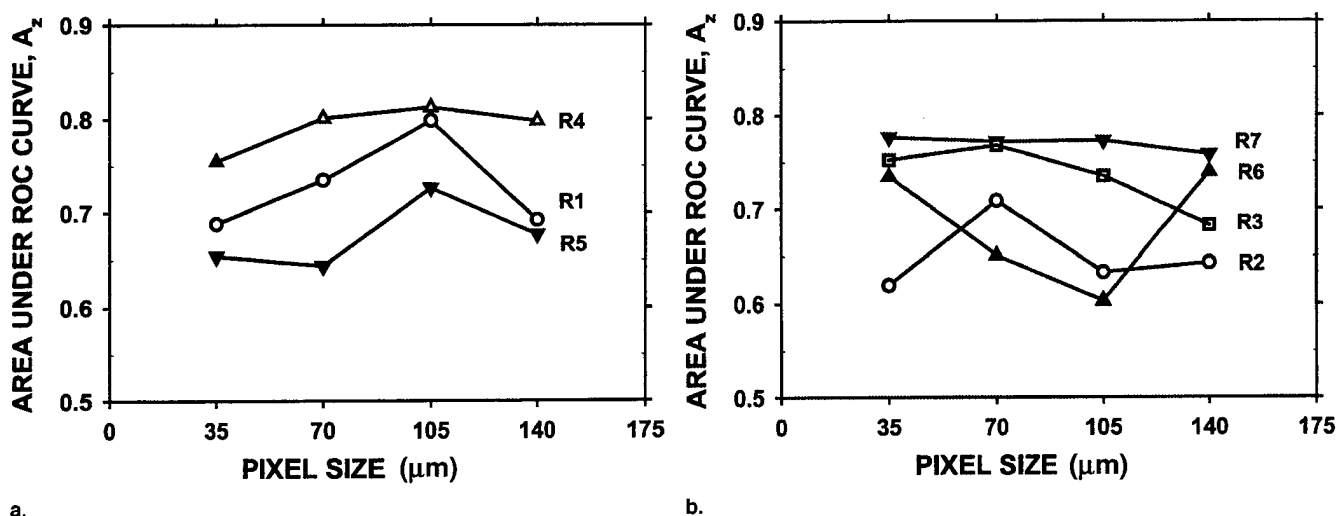 AREA UNDER ROC CURVE, Az
0.9
0.8
0.7
0.6
0.5
R4
R1
R5
0 35 70 105 140 175
PIXEL SIZE (μm)
a.
AREA UNDER ROC CURVE, Az
0.9
0.8
0.7
0.6
0.5
R7
R6
R3
R2
0 35 70 105 140 175
PIXEL SIZE (μm)
b.